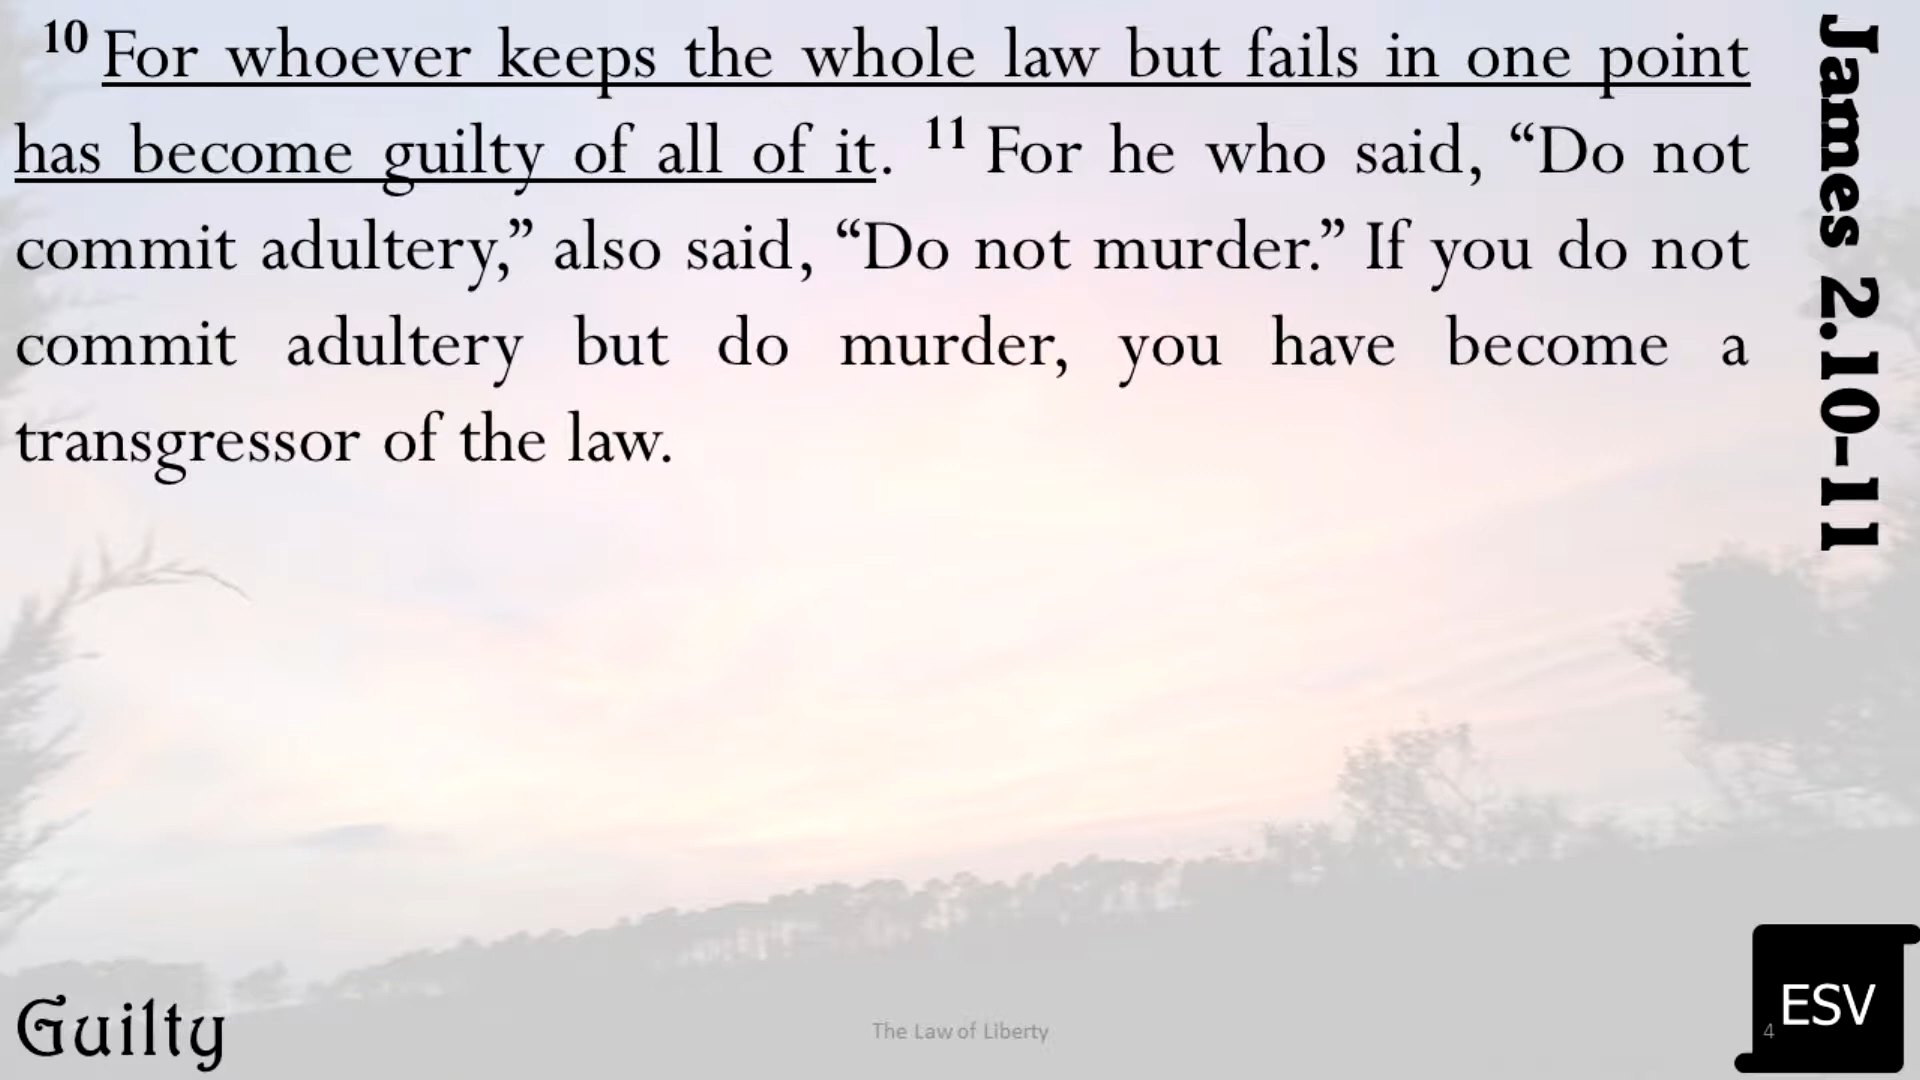 10 For whoever keeps the whole law but fails in one point
has become guilty of all of it. 11 For he who said, “Do not
commit adultery,” also said, “Do not murder.” If you do not
commit adultery but do murder, you have become a
transgressor of the law.
James 2.10-11
Guilty
The Law of Liberty
4
ESV